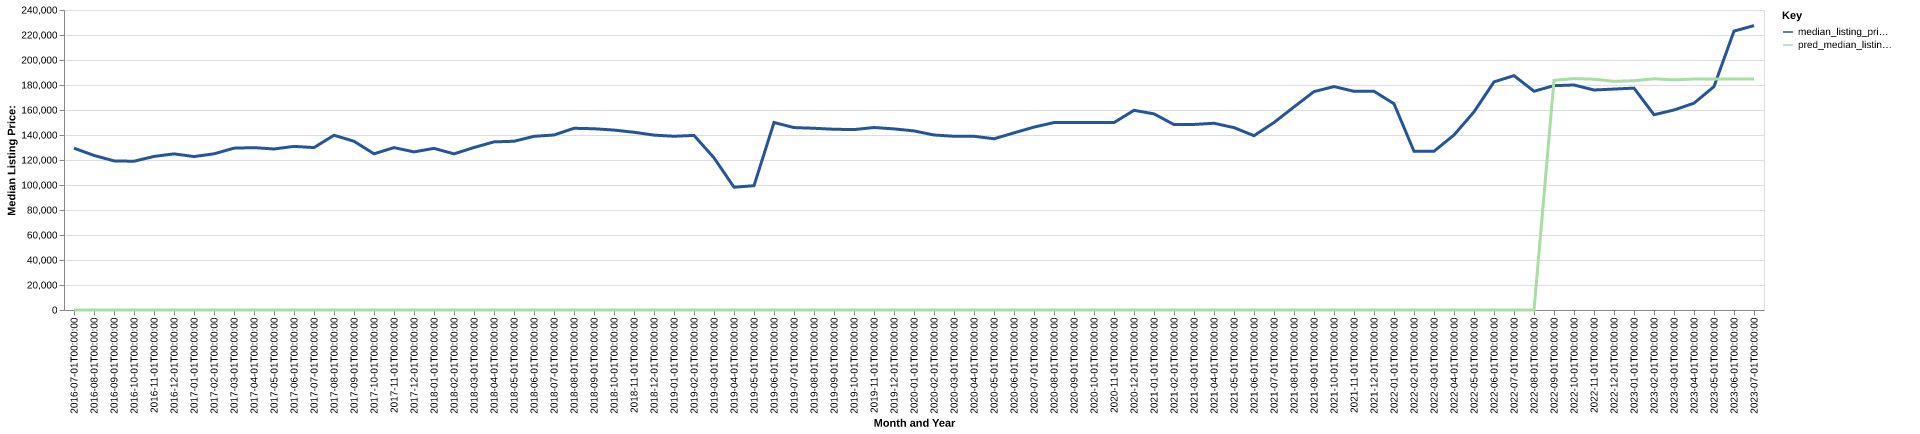 240,000
220,000
200,000
180,000
160,000
140,000
120,000
100,000
80,000
60,000
40,000
20,000
0
Median Listing Price:
2016-07-01T00:00:00
2016-08-01T00:00:00
2016-09-01T00:00:00
2016-10-01T00:00:00
2016-11-01T00:00:00
2016-12-01T00:00:00
2017-01-01T00:00:00
2017-02-01T00:00:00
2017-03-01T00:00:00
2017-04-01T00:00:00
2017-05-01T00:00:00
2017-06-01T00:00:00
2017-07-01T00:00:00
2017-08-01T00:00:00
2017-09-01T00:00:00
2017-10-01T00:00:00
2017-11-01T00:00:00
2017-12-01T00:00:00
2018-01-01T00:00:00
2018-02-01T00:00:00
2018-03-01T00:00:00
2018-04-01T00:00:00
2018-05-01T00:00:00
2018-06-01T00:00:00
2018-07-01T00:00:00
2018-08-01T00:00:00
2018-09-01T00:00:00
2018-10-01T00:00:00
2018-11-01T00:00:00
2018-12-01T00:00:00
2019-01-01T00:00:00
2019-02-01T00:00:00
2019-03-01T00:00:00
2019-04-01T00:00:00
2019-05-01T00:00:00
2019-06-01T00:00:00
2019-07-01T00:00:00
2019-08-01T00:00:00
2019-09-01T00:00:00
2019-10-01T00:00:00
2019-11-01T00:00:00
2019-12-01T00:00:00
2020-01-01T00:00:00
2020-02-01T00:00:00
2020-03-01T00:00:00
2020-04-01T00:00:00
2020-05-01T00:00:00
2020-06-01T00:00:00
2020-07-01T00:00:00
2020-08-01T00:00:00
2020-09-01T00:00:00
2020-10-01T00:00:00
2020-11-01T00:00:00
2020-12-01T00:00:00
2021-01-01T00:00:00
2021-02-01T00:00:00
2021-03-01T00:00:00
2021-04-01T00:00:00
2021-05-01T00:00:00
2021-06-01T00:00:00
2021-07-01T00:00:00
2021-08-01T00:00:00
2021-09-01T00:00:00
2021-10-01T00:00:00
2021-11-01T00:00:00
2021-12-01T00:00:00
2022-01-01T00:00:00
2022-02-01T00:00:00
2022-03-01T00:00:00
2022-04-01T00:00:00
2022-05-01T00:00:00
2022-06-01T00:00:00
2022-07-01T00:00:00
2022-08-01T00:00:00
2022-09-01T00:00:00
2022-10-01T00:00:00
2022-11-01T00:00:00
2022-12-01T00:00:00
2023-01-01T00:00:00
2023-02-01T00:00:00
2023-03-01T00:00:00
2023-04-01T00:00:00
2023-05-01T00:00:00
2023-06-01T00:00:00
2023-07-01T00:00:00
Month and Year
Key
median_listing_pri…
pred_median_listin…